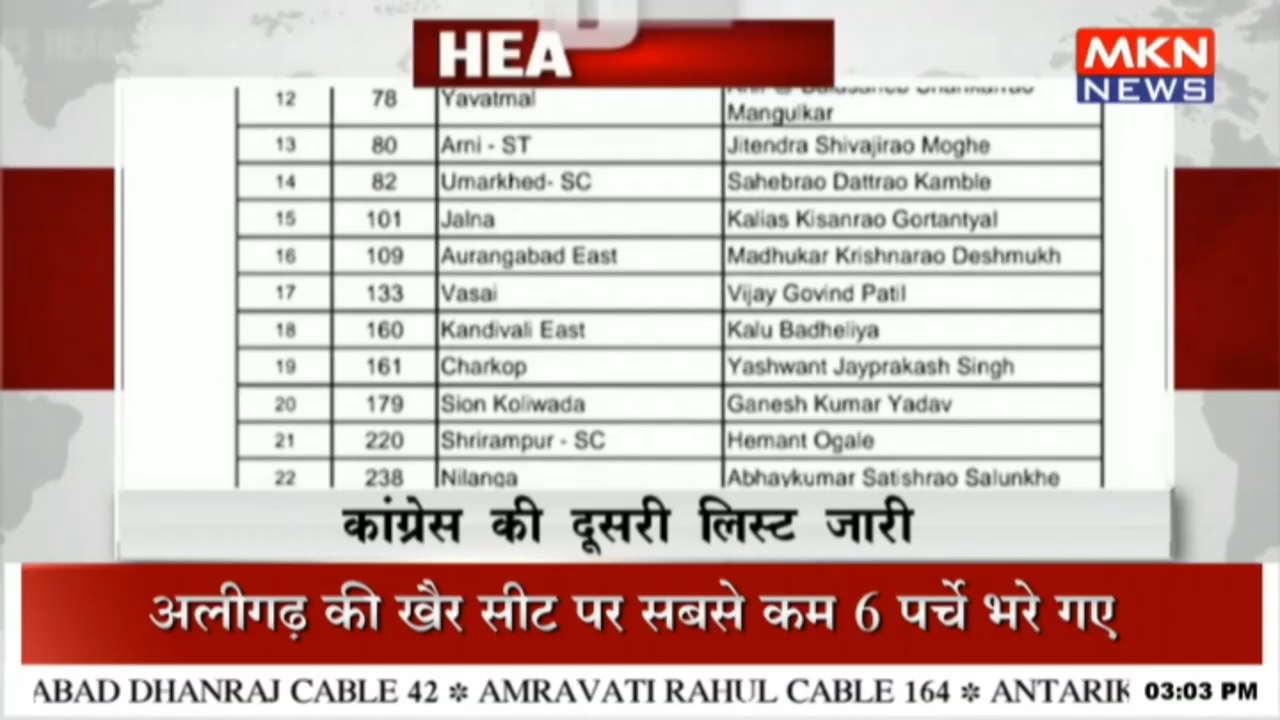 HEA
MKN
NEWS
12 78 Yavatmal
Mangulkar
13 80 Arni - ST Jitendra Shivajirao Moghe
14 82 Umarkhed- SC Sahebrao Dattrao Kamble
15 101 Jalna Kalias Kisanrao Gortantyal
16 109 Aurangabad East Madhukar Krishnarao Deshmukh
17 133 Vasai Vijay Govind Patil
18 160 Kandivali East Kalu Badheliya
19 161 Charkop Yashwant Jayprakash Singh
20 179 Sion Koliwada Ganesh Kumar Yadav
21 220 Shrirampur - SC Hemant Ogale
22 238 Nilanga Abhaykumar Satishrao Salunkhe
कांग्रेस की दूसरी लिस्ट जारी
अलीगढ़ की खैर सीट पर सबसे कम 6 पर्चे भरे गए
ABAD DHANRAJ CABLE 42 ✻ AMRAVATI RAHUL CABLE 164 ✻ ANTARIK 03:03 PM